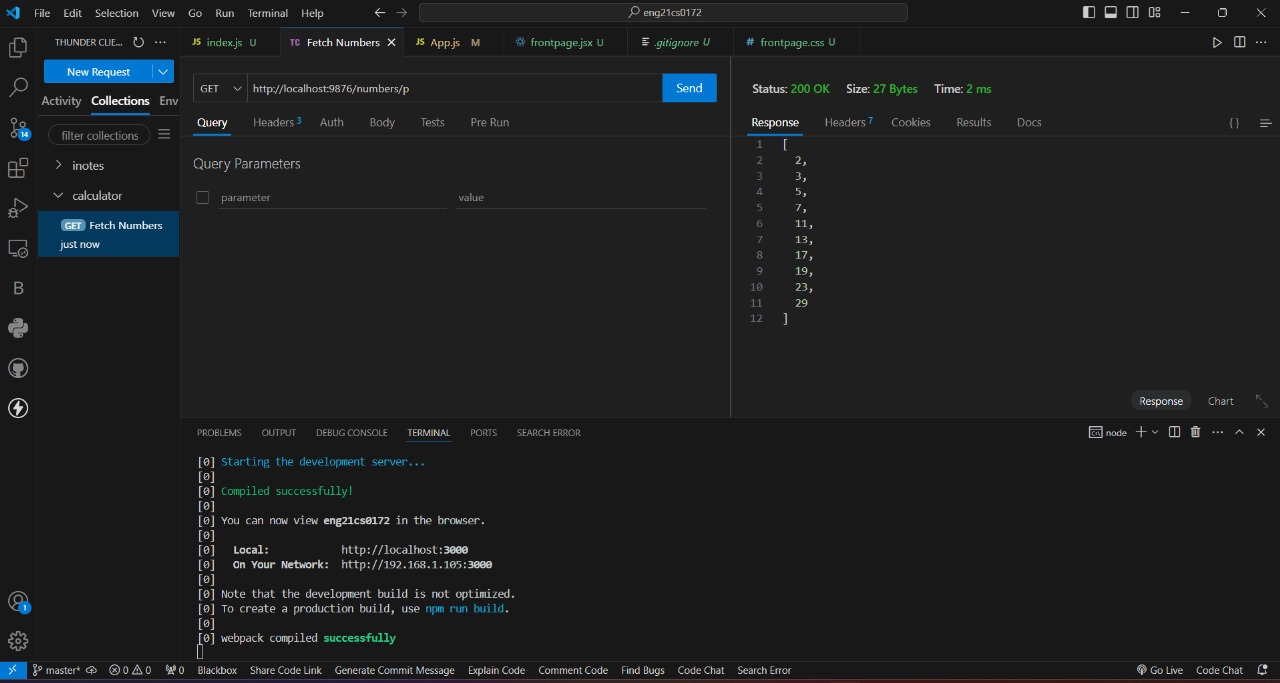 File Edit Selection View Go Run Terminal Help
eng21cs0172
THUNDER CLIE...
New Request
Activity Collections Env
filter collections
inotes
calculator
GET Fetch Numbers
just now
14
B
1
JS index.js U
TC Fetch Numbers
JS App.js M
frontpage.jsx U
.gitignore U
# frontpage.css U
GET http://localhost:9876/numbers/p Send
Query Headers 3 Auth Body Tests Pre Run
Query Parameters
parameter value
Status: 200 OK Size: 27 Bytes Time: 2 ms
Response Headers 7 Cookies Results Docs { }
1 [
2 2,
3 3,
4 5,
5 7,
6 11,
7 13,
8 17,
9 19,
10 23,
11 29
12 ]
Response Chart
PROBLEMS OUTPUT DEBUG CONSOLE TERMINAL PORTS SEARCH ERROR
node
[0] Starting the development server...
[0]
[0] Compiled successfully!
[0]
[0] You can now view eng21cs0172 in the browser.
[0]
[0] Local: http://localhost:3000
[0] On Your Network: http://192.168.1.105:3000
[0]
[0] Note that the development build is not optimized.
[0] To create a production build, use npm run build.
[0]
[0] webpack compiled successfully
master* 0 0 0 Blackbox Share Code Link Generate Commit Message Explain Code Comment Code Find Bugs Code Chat Search Error Go Live Code Chat